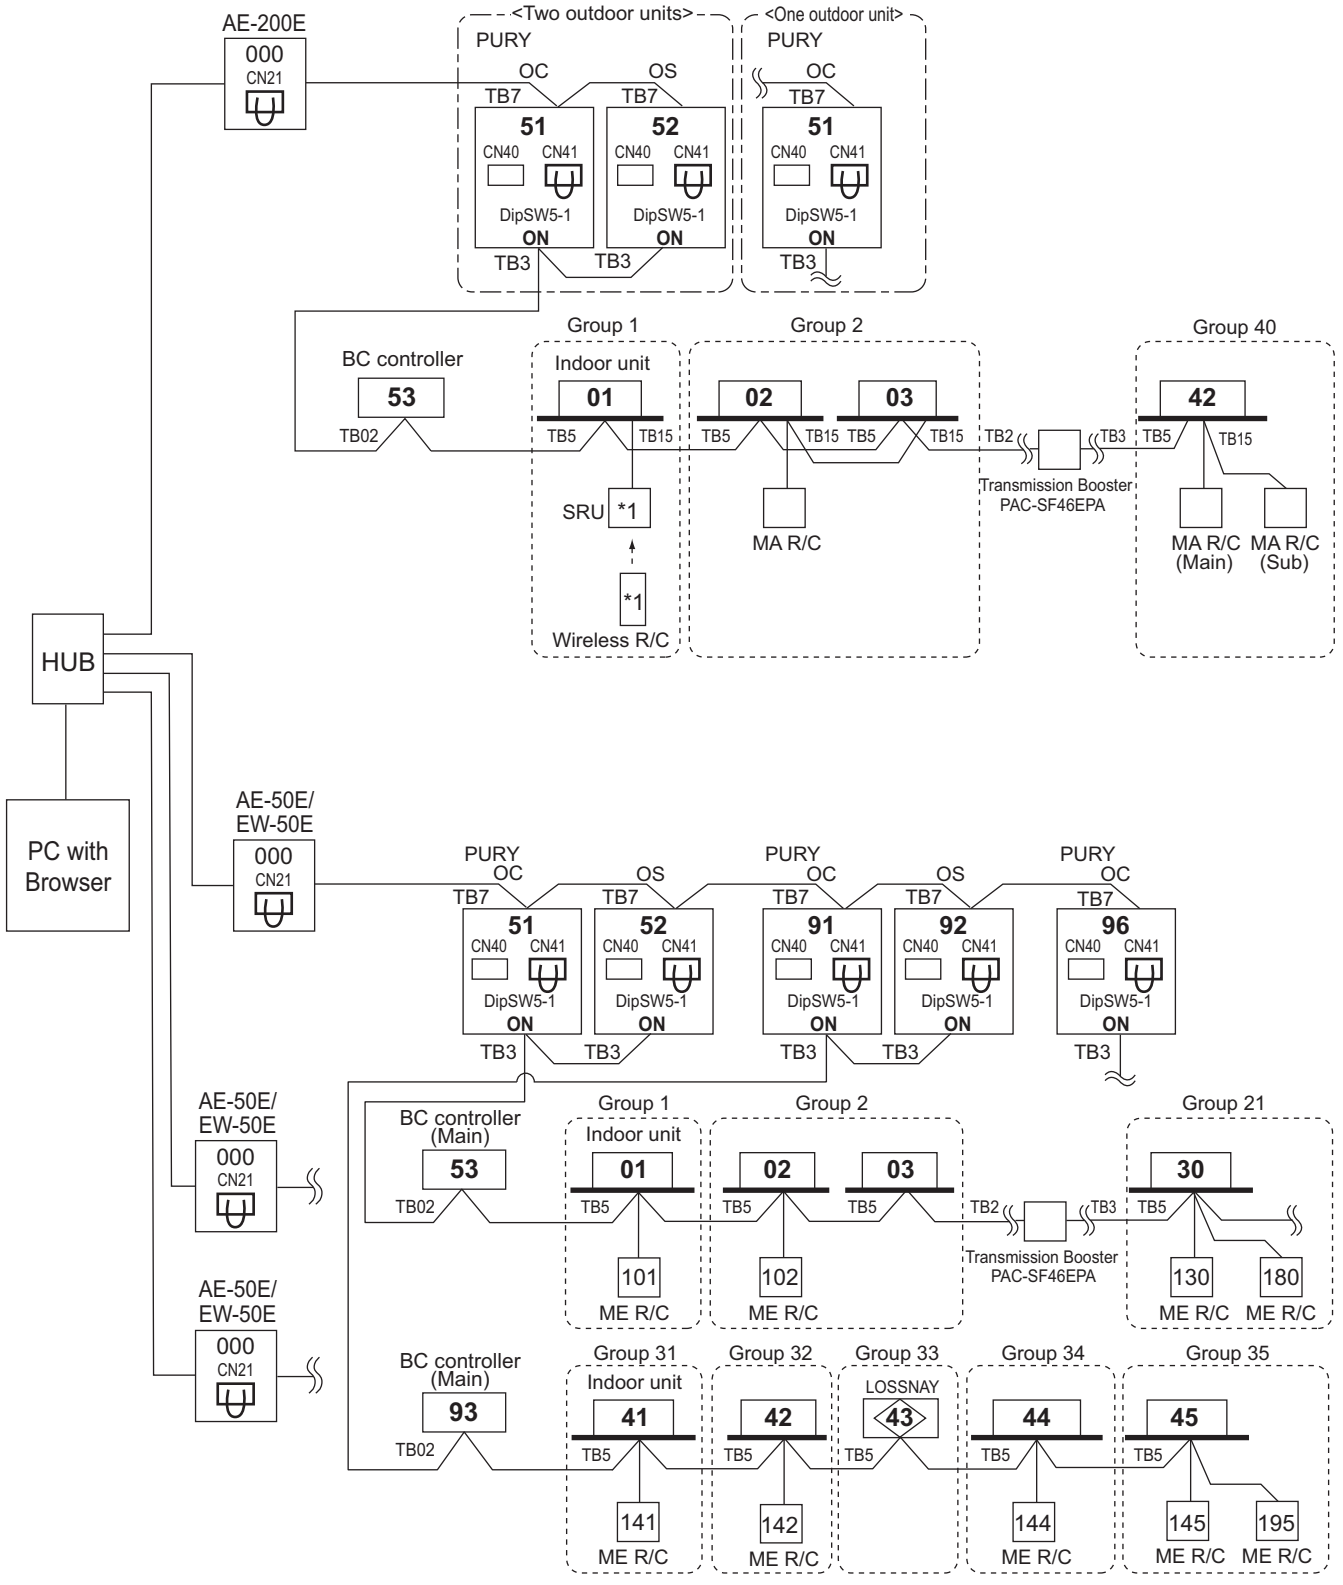 AE-200E
000
CN21
<Two outdoor units>
PURY
OC
OS
TB7
TB7
51
52
CN40
CN41
CN40
CN41
DipSW5-1
DipSW5-1
ON
ON
TB3
TB3
<One outdoor unit>
PURY
OC
TB7
51
CN40
CN41
DipSW5-1
ON
TB3
BC controller
53
TB02
Group 1
Indoor unit
01
TB5
TB15
SRU
*1
*1
Wireless R/C
Group 2
02
03
TB5
TB15
TB5
TB15
MA R/C
TB2
TB3
Transmission Booster
PAC-SF46EPA
Group 40
42
TB5
TB15
MA R/C
(Main)
MA R/C
(Sub)
HUB
PC with
Browser
AE-50E/
EW-50E
000
CN21
PURY
OC
OS
TB7
TB7
51
52
CN40
CN41
CN40
CN41
DipSW5-1
DipSW5-1
ON
ON
TB3
TB3
PURY
OC
OS
TB7
TB7
91
92
CN40
CN41
CN40
CN41
DipSW5-1
DipSW5-1
ON
ON
TB3
TB3
PURY
OC
TB7
96
CN40
CN41
DipSW5-1
ON
TB3
AE-50E/
EW-50E
000
CN21
BC controller
(Main)
53
TB02
Group 1
Indoor unit
01
TB5
101
ME R/C
Group 2
02
03
TB5
TB5
102
ME R/C
TB2
TB3
Transmission Booster
PAC-SF46EPA
Group 21
30
TB5
130
180
ME R/C
ME R/C
AE-50E/
EW-50E
000
CN21
BC controller
(Main)
93
TB02
Group 31
Indoor unit
41
TB5
141
ME R/C
Group 32
42
TB5
142
ME R/C
Group 33
LOSSNAY
43
TB5
Group 34
44
TB5
144
ME R/C
Group 35
45
TB5
145
195
ME R/C
ME R/C